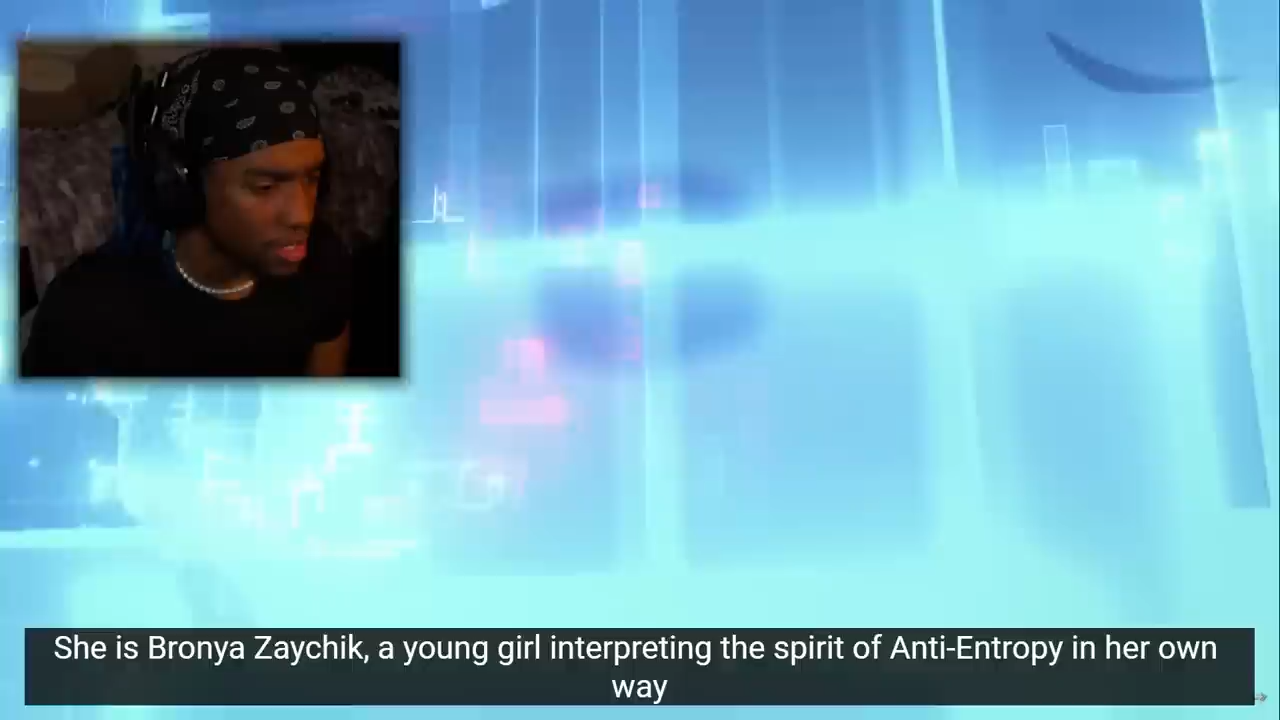 She is Bronya Zaychik, a young girl interpreting the spirit of Anti-Entropy in her own
way